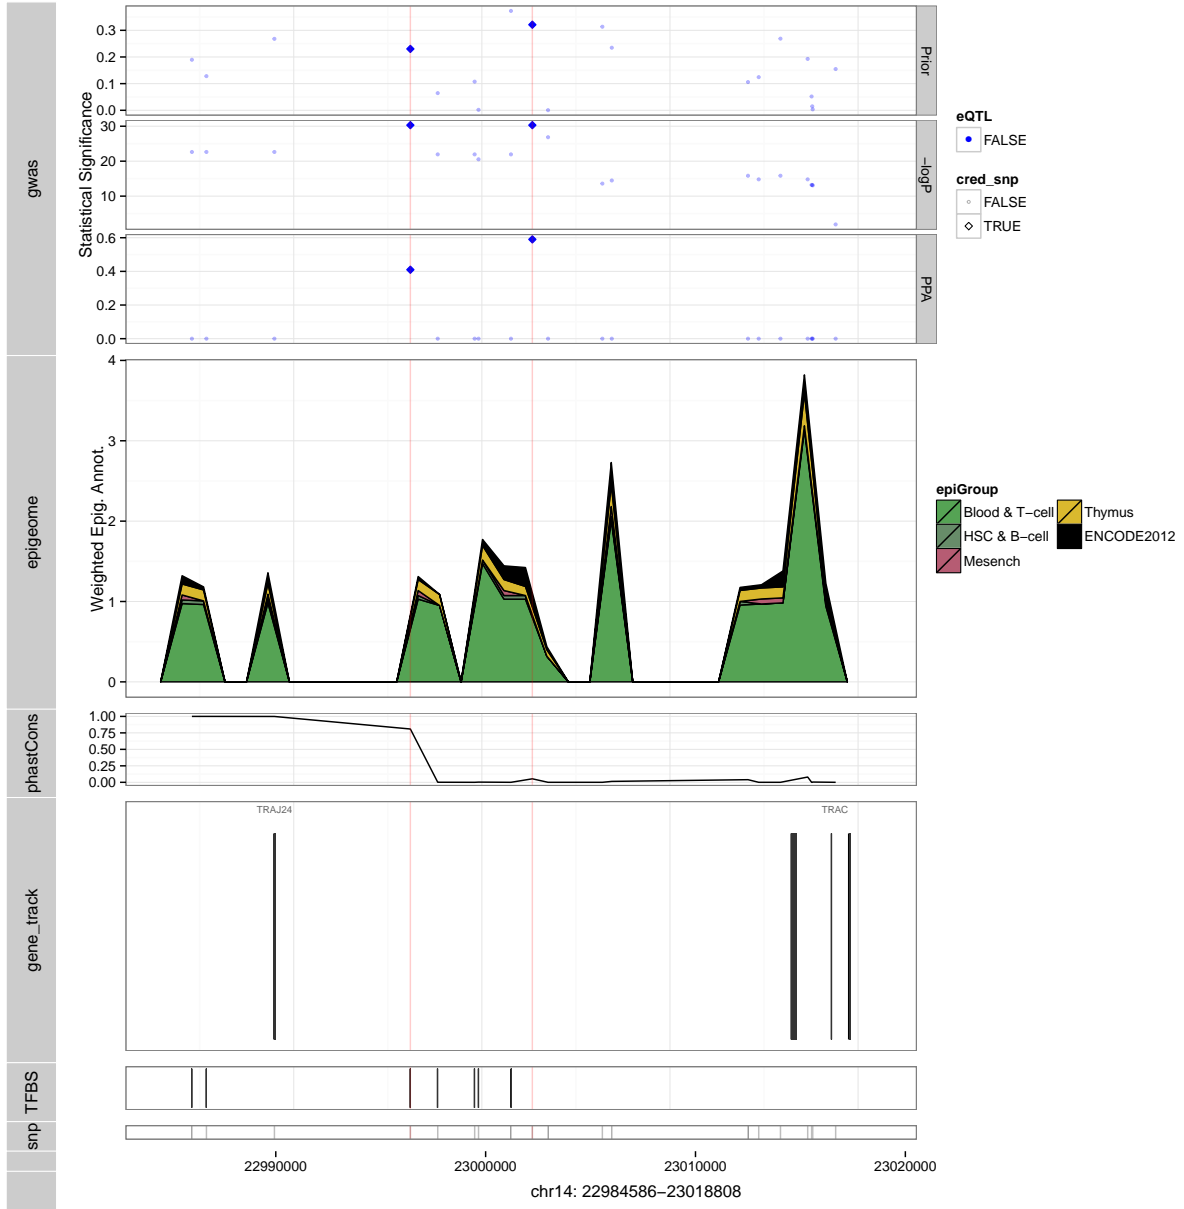 gwas
Statistical Significance
0.3
0.2
0.1
0.0
Prior
30
20
10
−logP
0.6
0.4
0.2
0.0
PPA
eQTL
FALSE
cred_snp
FALSE
TRUE
epigeome
Weighted Epig. Annot.
4
3
2
1
0
epiGroup
Blood & T−cell
HSC & B−cell
Mesench
Thymus
ENCODE2012
phastCons
1.00
0.75
0.50
0.25
0.00
gene_track
TRAJ24
TRAC
TFBS
snp
22990000
23000000
23010000
23020000
chr14: 22984586−23018808